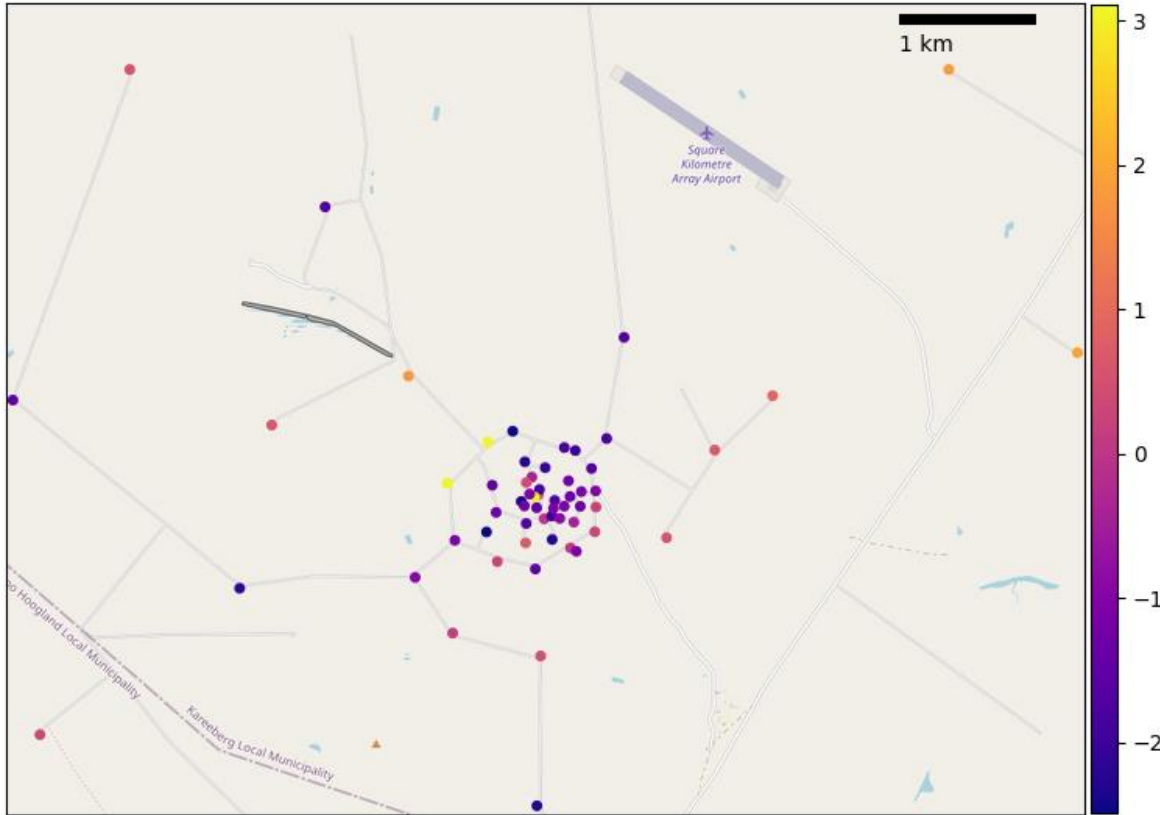 1 km
Square
Kilometre
Array Airport
3
2
1
0
−1
−2
Hoogland Local Municipality
Kareeberg Local Municipality